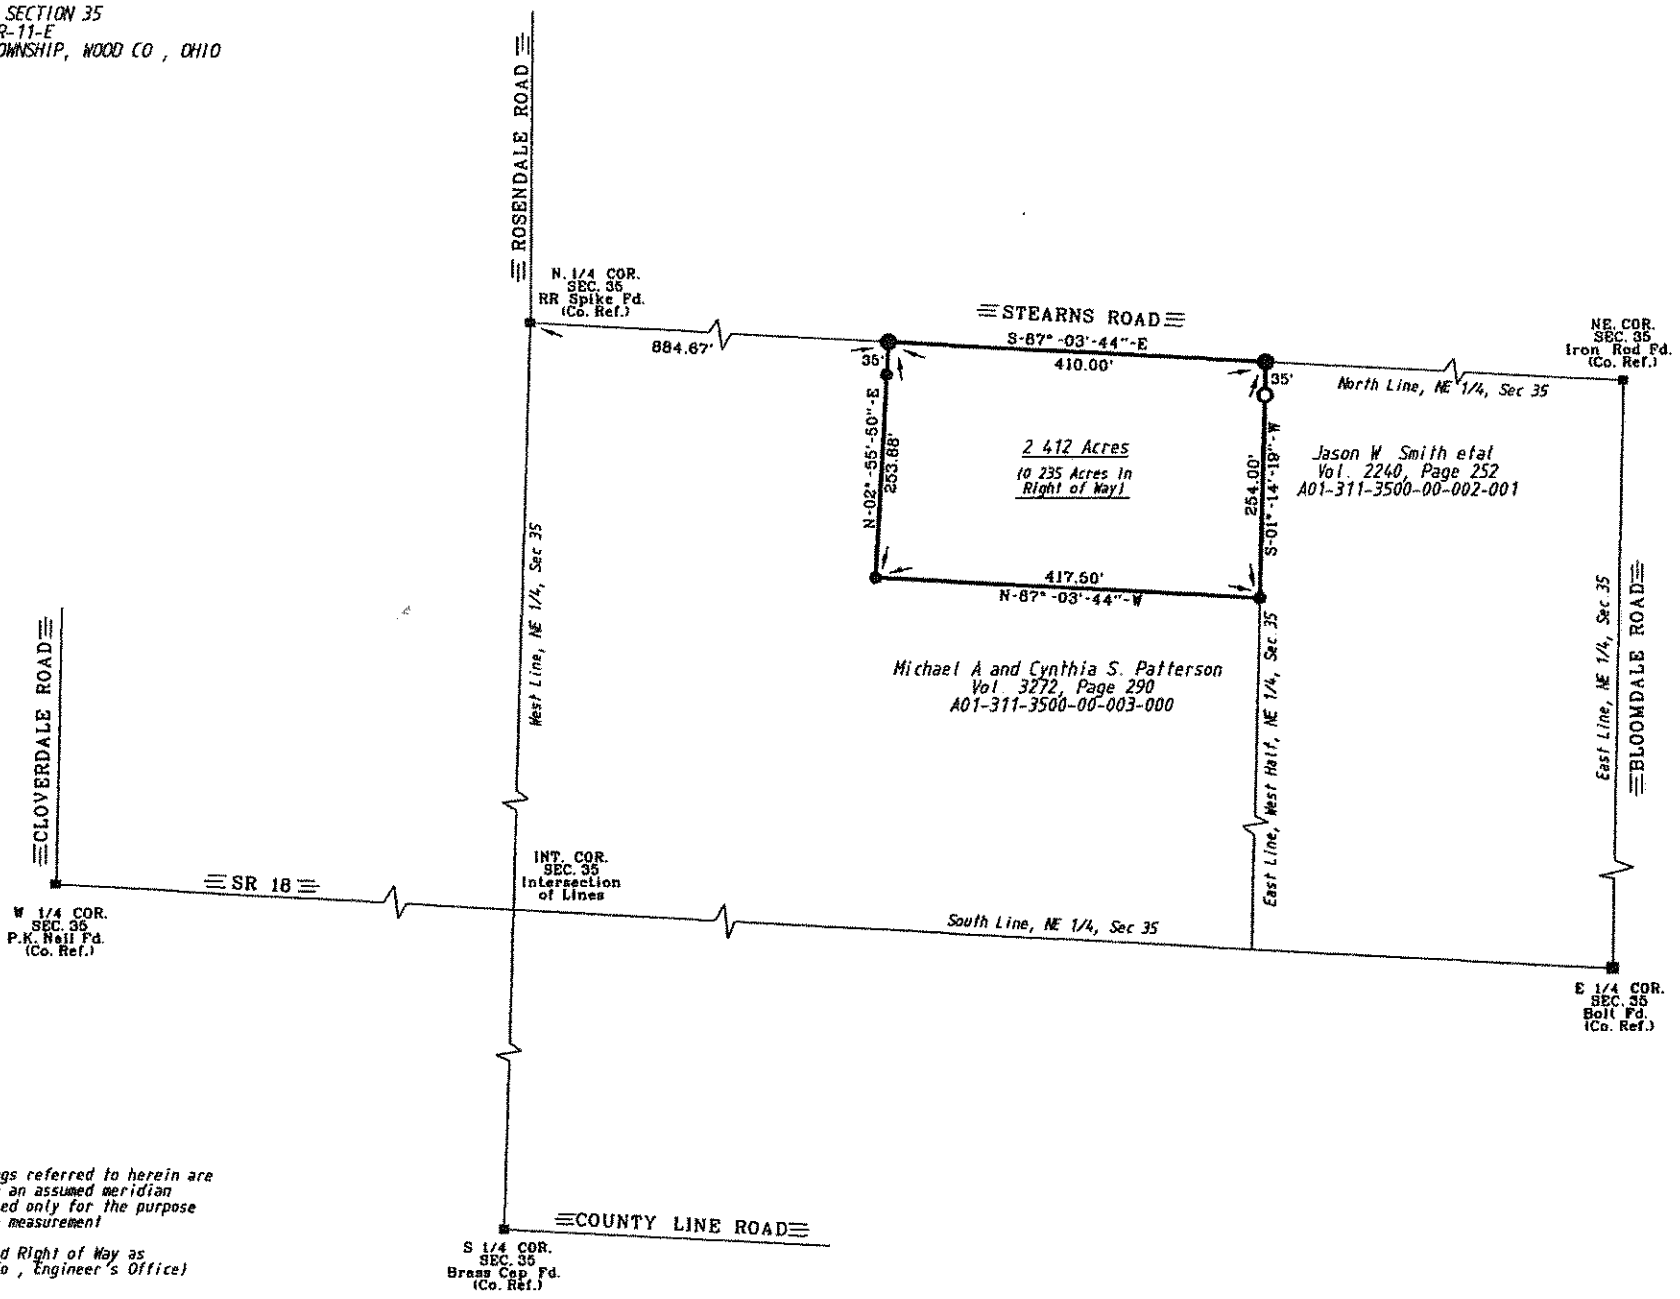 SECTION 35
R-11-E
OWNSHIP, WOOD CO , OHIO
ROSENDALE ROAD
N. 1/4 COR.
SEC. 35
RR Spike Fd.
(Co. Ref.)
884.67'
STEARNS ROAD
S-87°-03'-44"-E
410.00'
35'
35'
NE. COR.
SEC. 35
Iron Rod Fd.
(Co. Ref.)
North Line, NE 1/4, Sec 35
N-02°-55'-50"-E
253.88'
2 412 Acres
(0 235 Acres in
Right of Way)
254.00'
S-01°-14'-19"-W
Jason W Smith etal
Vol. 2240, Page 252
A01-311-3500-00-002-001
417.50'
N-87°-03'-44"-W
West Line, NE 1/4, Sec 35
Michael A and Cynthia S. Patterson
Vol 3272, Page 290
A01-311-3500-00-003-000
East Line, West Half, NE 1/4, Sec 35
East Line, NE 1/4, Sec 35
BLOOMDALE ROAD
CLOVERDALE ROAD
SR 18
INT. COR.
SEC. 35
Intersection
of Lines
South Line, NE 1/4, Sec 35
W 1/4 COR.
SEC. 35
P.K. Nail Fd.
(Co. Ref.)
E 1/4 COR.
SEC. 35
Bolt Fd.
(Co. Ref.)
gs referred to herein are
an assumed meridian
ed only for the purpose
measurement
d Right of Way as
o , Engineer's Office)
COUNTY LINE ROAD
S 1/4 COR.
SEC. 35
Brass Cap Fd.
(Co. Ref.)